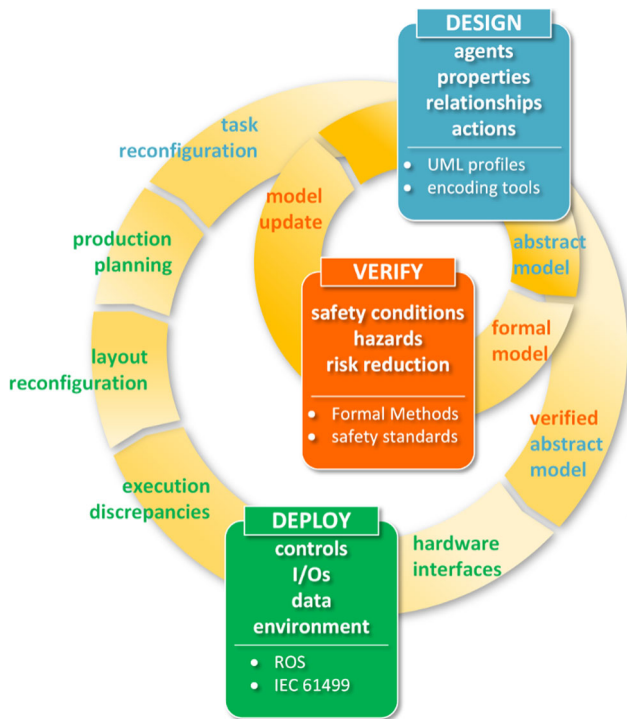 DESIGN
agents
properties
relationships
actions
• UML profiles
• encoding tools
task
reconfiguration
model
update
production
planning
abstract
model
VERIFY
safety conditions
hazards
risk reduction
• Formal Methods
• safety standards
formal
model
layout
reconfiguration
verified
abstract
model
execution
discrepancies
DEPLOY
controls
I/Os
data
environment
• ROS
• IEC 61499
hardware
interfaces